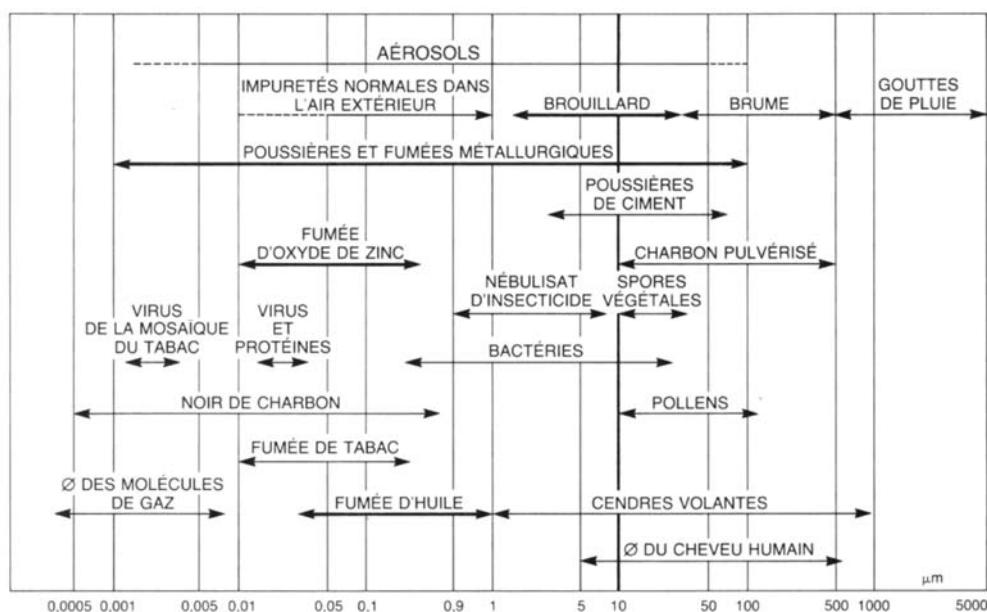 AÉROSOLS
IMPURETÉS NORMALES DANS
L'AIR EXTÉRIEUR
BROUILLARD
BRUME
GOUTTES
DE PLUIE
POUSSIÈRES ET FUMÉES MÉTALLURGIQUES
POUSSIÈRES
DE CIMENT
FUMÉE
D'OXYDE DE ZINC
CHARBON PULVÉRISÉ
NÉBULISAT
D'INSECTICIDE
SPORES
VÉGÉTALES
VIRUS
DE LA MOSAÏQUE
DU TABAC
VIRUS
ET
PROTÉINES
BACTÉRIES
NOIR DE CHARBON
POLLENS
FUMÉE DE TABAC
Ø DES MOLÉCULES
DE GAZ
FUMÉE D'HUILE
CENDRES VOLANTES
Ø DU CHEVEU HUMAIN
µm
0.0005 0.001 0.005 0.01 0.05 0.1 0.9 1 5 10 50 100 500 1000 5000